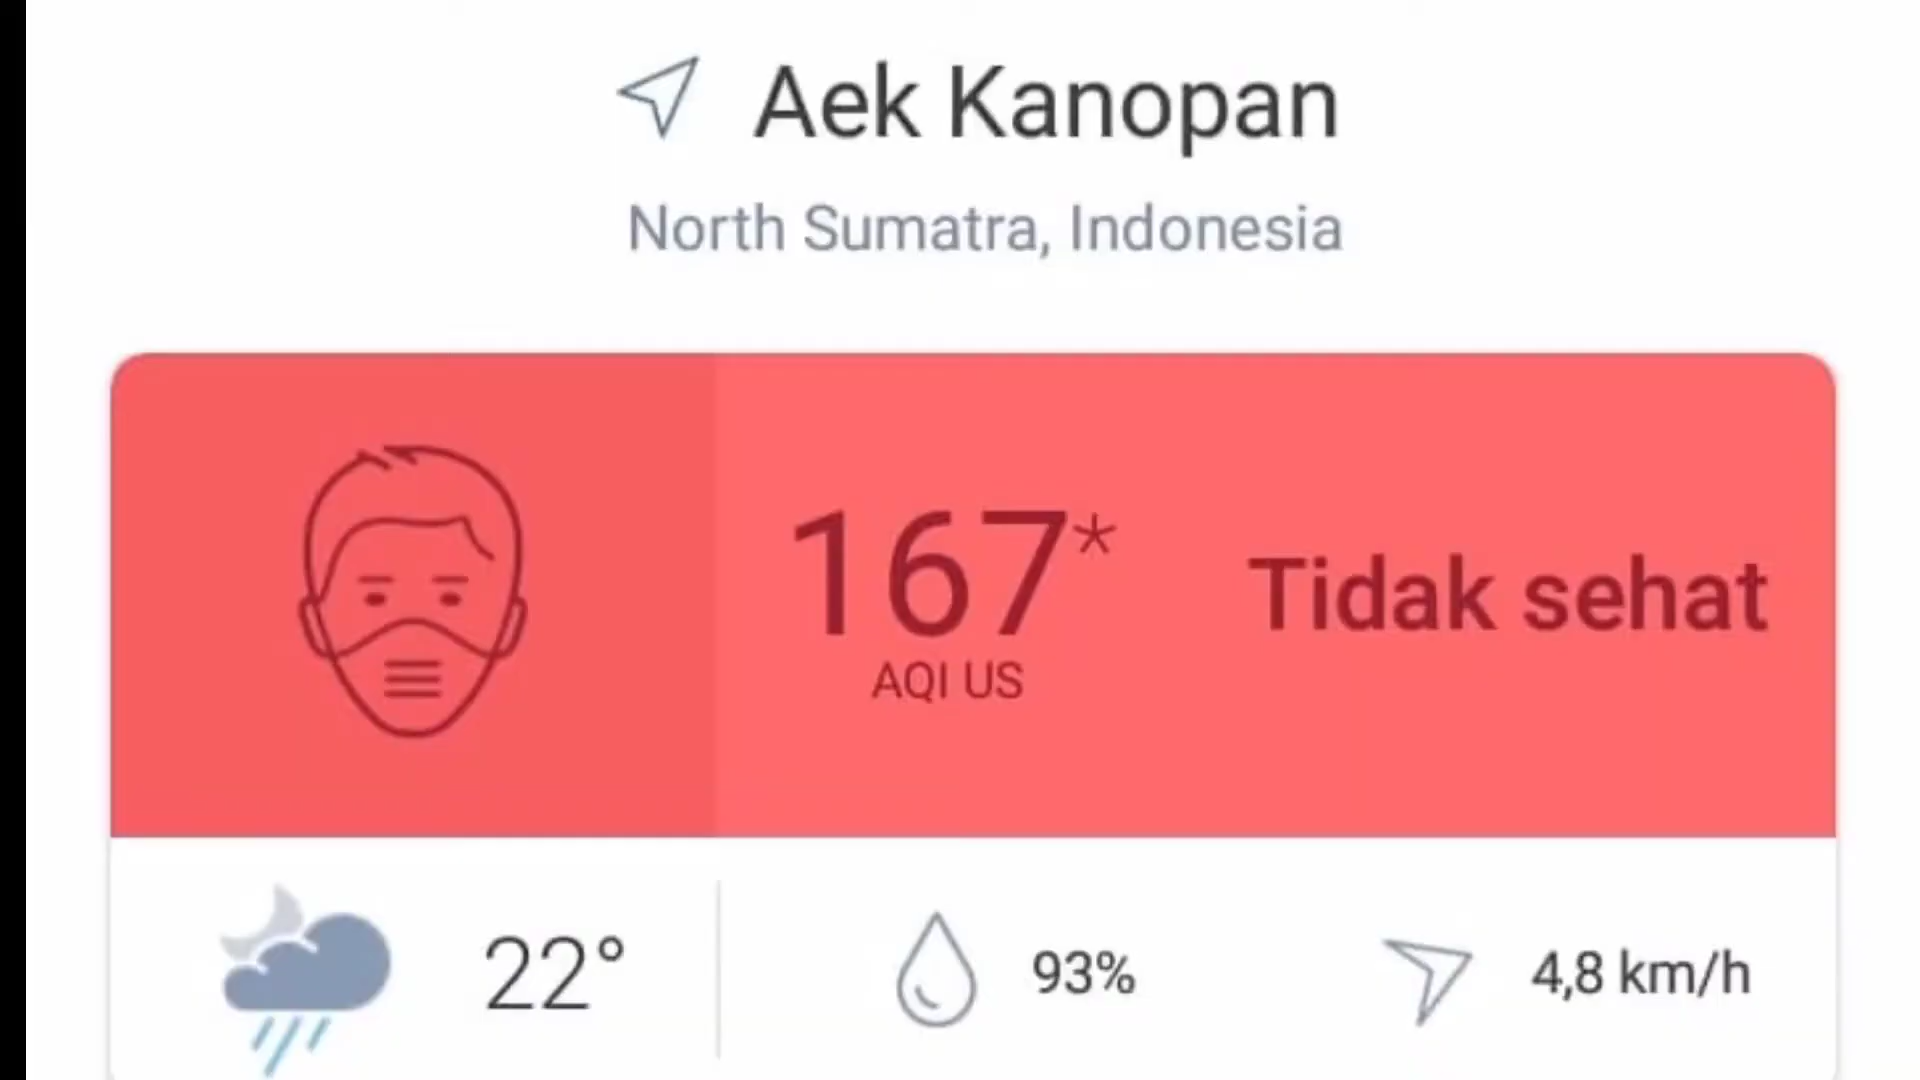 Aek Kanopan
North Sumatra, Indonesia
167*
AQI US
Tidak sehat
22°
93%
4,8 km/h